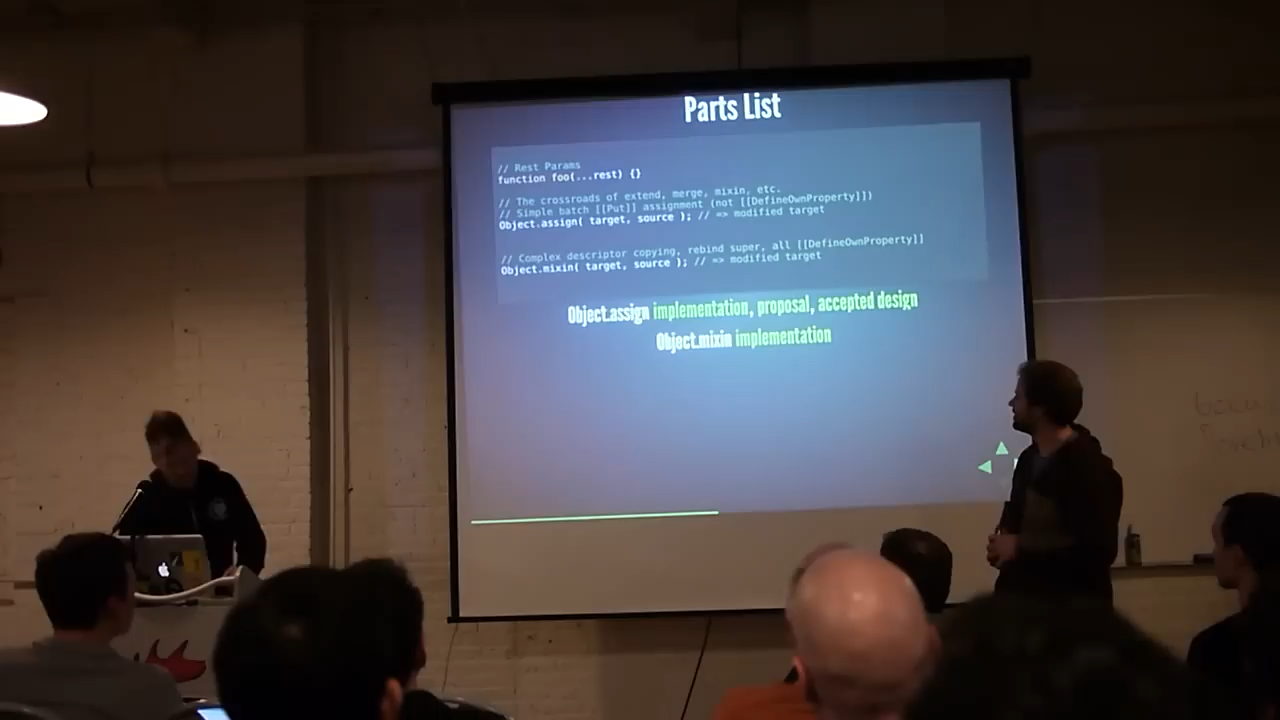 Parts List
// Rest Params
function foo(...rest) {}
// The crossroads of extend, merge, mixin, etc.
// Simple batch [[Put]] assignment (not [[DefineOwnProperty]])
Object.assign( target, source ); // => modified target
// Complex descriptor copying, rebind super, all [[DefineOwnProperty]]
Object.mixin( target, source ); // => modified target
Object.assign implementation, proposal, accepted design
Object.mixin implementation